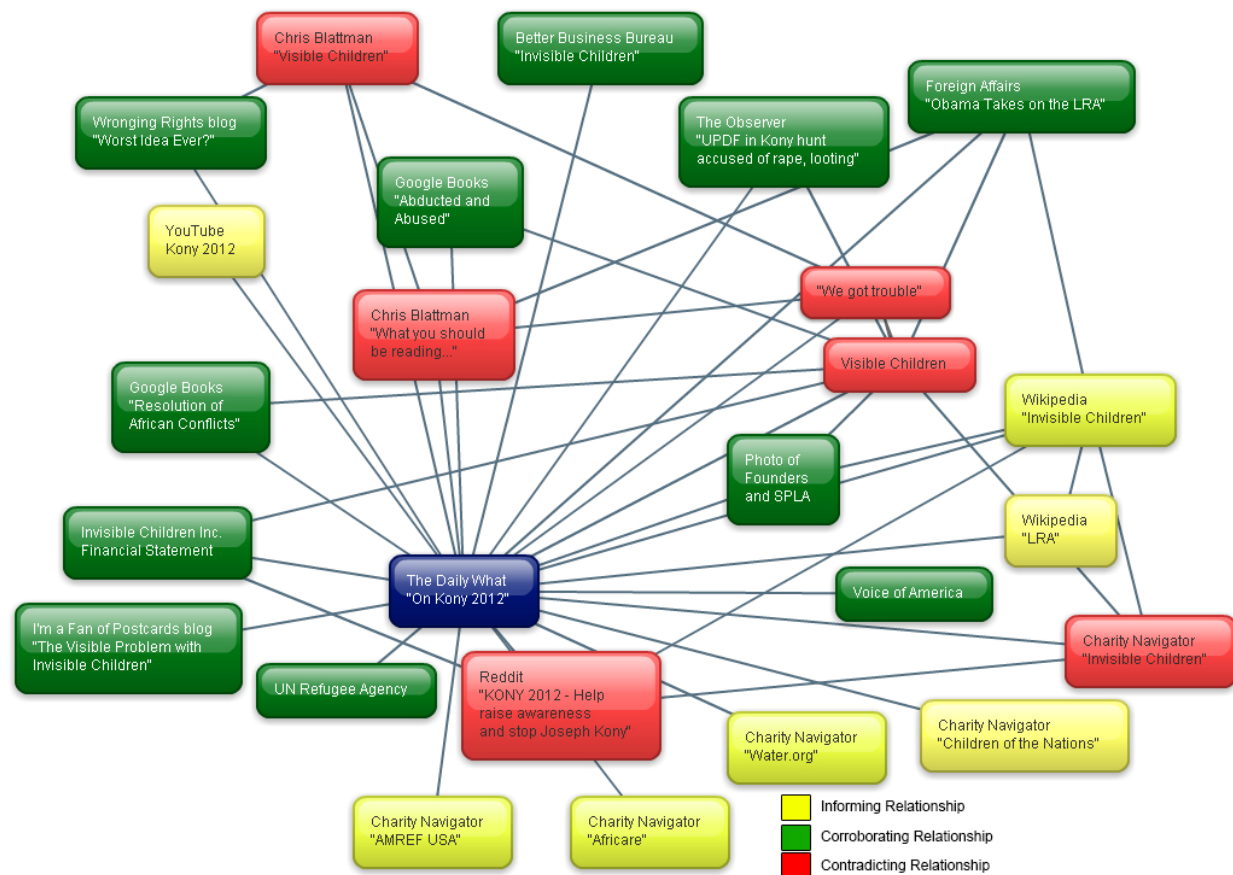 Chris Blattman
"Visible Children"
Better Business Bureau
"Invisible Children"
Foreign Affairs
"Obama Takes on the LRA"
Wronging Rights blog
"Worst Idea Ever?"
The Observer
"UPDF in Kony hunt
accused of rape, looting"
Google Books
"Abducted and
Abused"
YouTube
Kony 2012
"We got trouble"
Chris Blattman
"What you should
be reading..."
Visible Children
Google Books
"Resolution of
African Conflicts"
Wikipedia
"Invisible Children"
Photo of
Founders
and SPLA
Invisible Children Inc.
Financial Statement
Wikipedia
"LRA"
The Daily What
"On Kony 2012"
Voice of America
I'm a Fan of Postcards blog
"The Visible Problem with
Invisible Children"
Charity Navigator
"Invisible Children"
UN Refugee Agency
Reddit
"KONY 2012 - Help
raise awareness
and stop Joseph Kony"
Charity Navigator
"Water.org"
Charity Navigator
"Children of the Nations"
Charity Navigator
"AMREF USA"
Charity Navigator
"Africare"
Informing Relationship
Corroborating Relationship
Contradicting Relationship